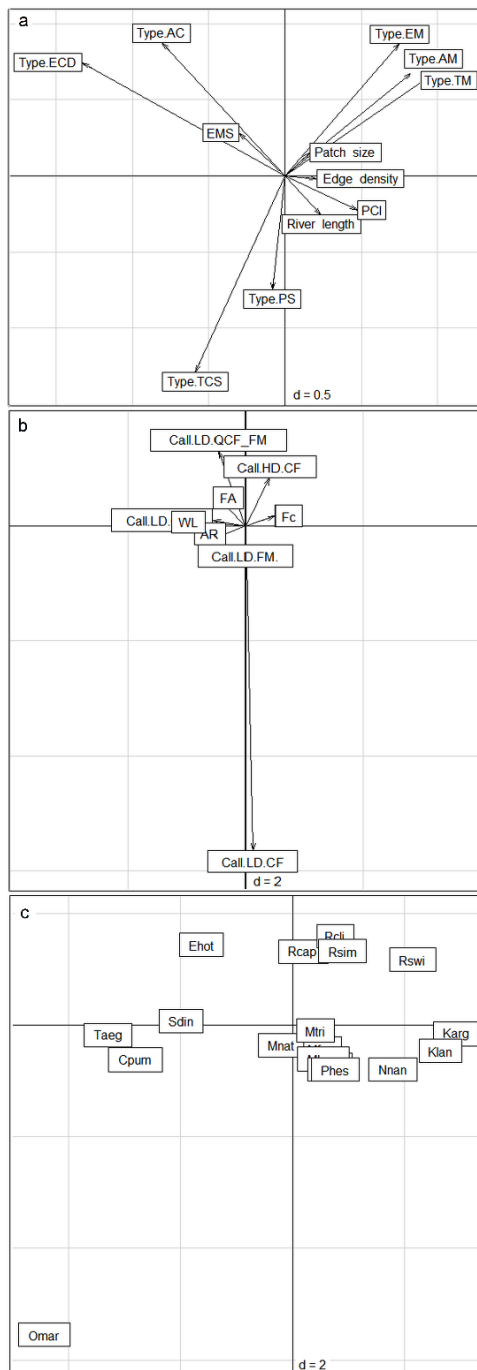 a
Type.AC
Type.EM
Type.ECD
Type.AM
Type.TM
EMS
Patch size
Edge density
PCI
River length
Type.PS
Type.TCS
d = 0.5
b
Call.LD.QCF_FM
Call.HD.CF
FA
Call.LD.
WL
Fc
AR
Call.LD.FM.
Call.LD.CF
d = 2
c
Ehot
Rcap
Rsim
Rswi
Sdin
Taeg
Mtri
Karg
Cpum
Mnat
Klan
Phes
Nnan
Omar
d = 2